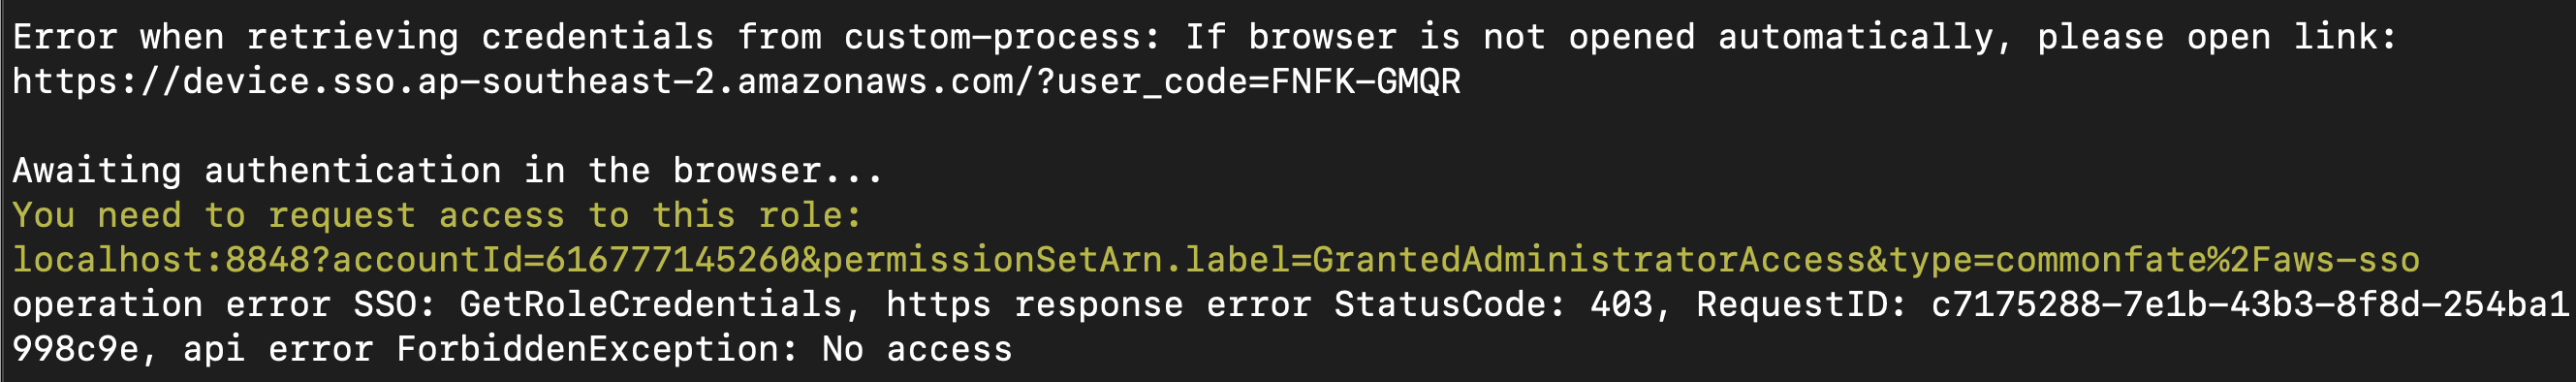 Error when retrieving credentials from custom-process: If browser is not opened automatically, please open link:
https://device.sso.ap-southeast-2.amazonaws.com/?user_code=FNFK-GMQR
Awaiting authentication in the browser...
You need to request access to this role:
localhost:8848?accountId=616777145260&permissionSetArn.label=GrantedAdministratorAccess&type=commonfate%2Faws-sso
operation error SSO: GetRoleCredentials, https response error StatusCode: 403, RequestID: c7175288-7e1b-43b3-8f8d-254ba1
998c9e, api error ForbiddenException: No access